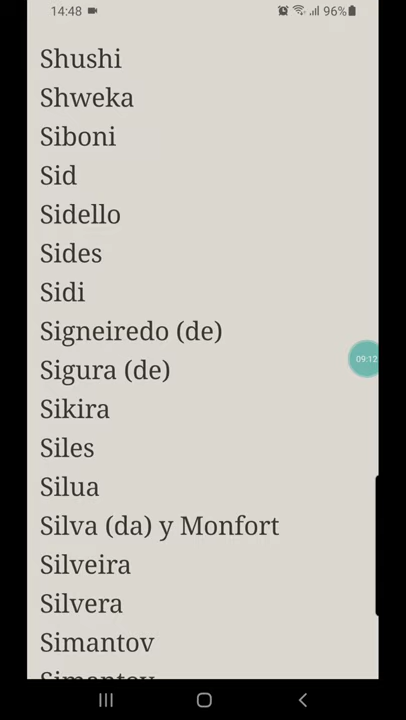 14:48
96%
Shushi
Shweka
Siboni
Sid
Sidello
Sides
Sidi
Signeiredo (de)
Sigura (de)
09:12
Sikira
Siles
Silua
Silva (da) y Monfort
Silveira
Silvera
Simantov
Simantov